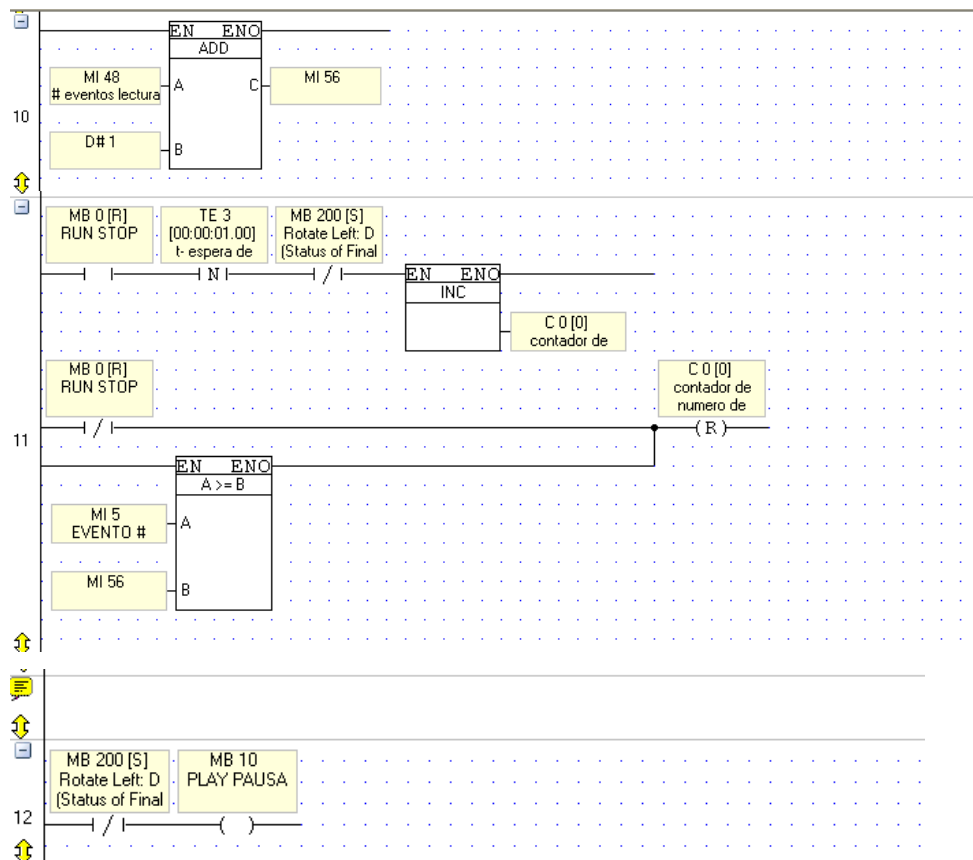 EN ENO
ADD
MI 48
# eventos lectura
A
C
MI 56
10
D# 1
B
MB 0 [R]
RUN STOP
TE 3
[00:00:01.00]
t- espera de
MB 200 [S]
Rotate Left: D
(Status of Final
N
/
EN ENO
INC
C 0 [0]
contador de
MB 0 [R]
RUN STOP
C 0 [0]
contador de
numero de
11
/
(R)
EN ENO
A >= B
MI 5
EVENTO #
A
MI 56
B
MB 200 [S]
Rotate Left: D
(Status of Final
MB 10
PLAY PAUSA
12
/
( )